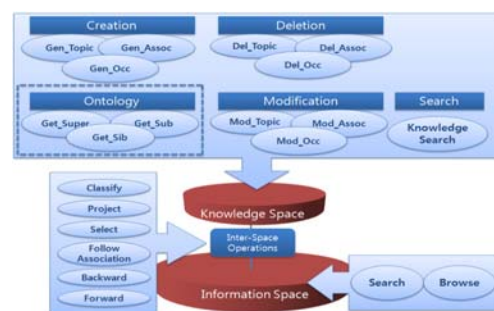 Creation
Gen_Topic
Gen_Assoc
Gen_Occ
Deletion
Del_Topic
Del_Assoc
Del_Occ
Ontology
Get_Super
Get_Sub
Get_Sib
Modification
Mod_Topic
Mod_Assoc
Mod_Occ
Search
Knowledge
Search
Classify
Project
Select
Follow
Association
Backward
Forward
Knowledge Space
Inter-Space
Operations
Information Space
Search
Browse